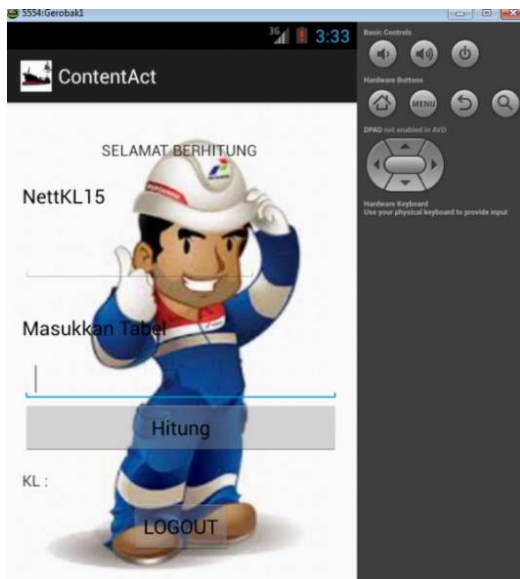 5554:Gerobak1
3G 3:33
ContentAct
SELAMAT BERHITUNG
NettKL15
Masukkan Tabel
Hitung
KL :
LOGOUT
Basic Controls
Hardware Buttons
MENU
DPAD not enabled in AVD
Hardware Keyboard
Use your physical keyboard to provide input